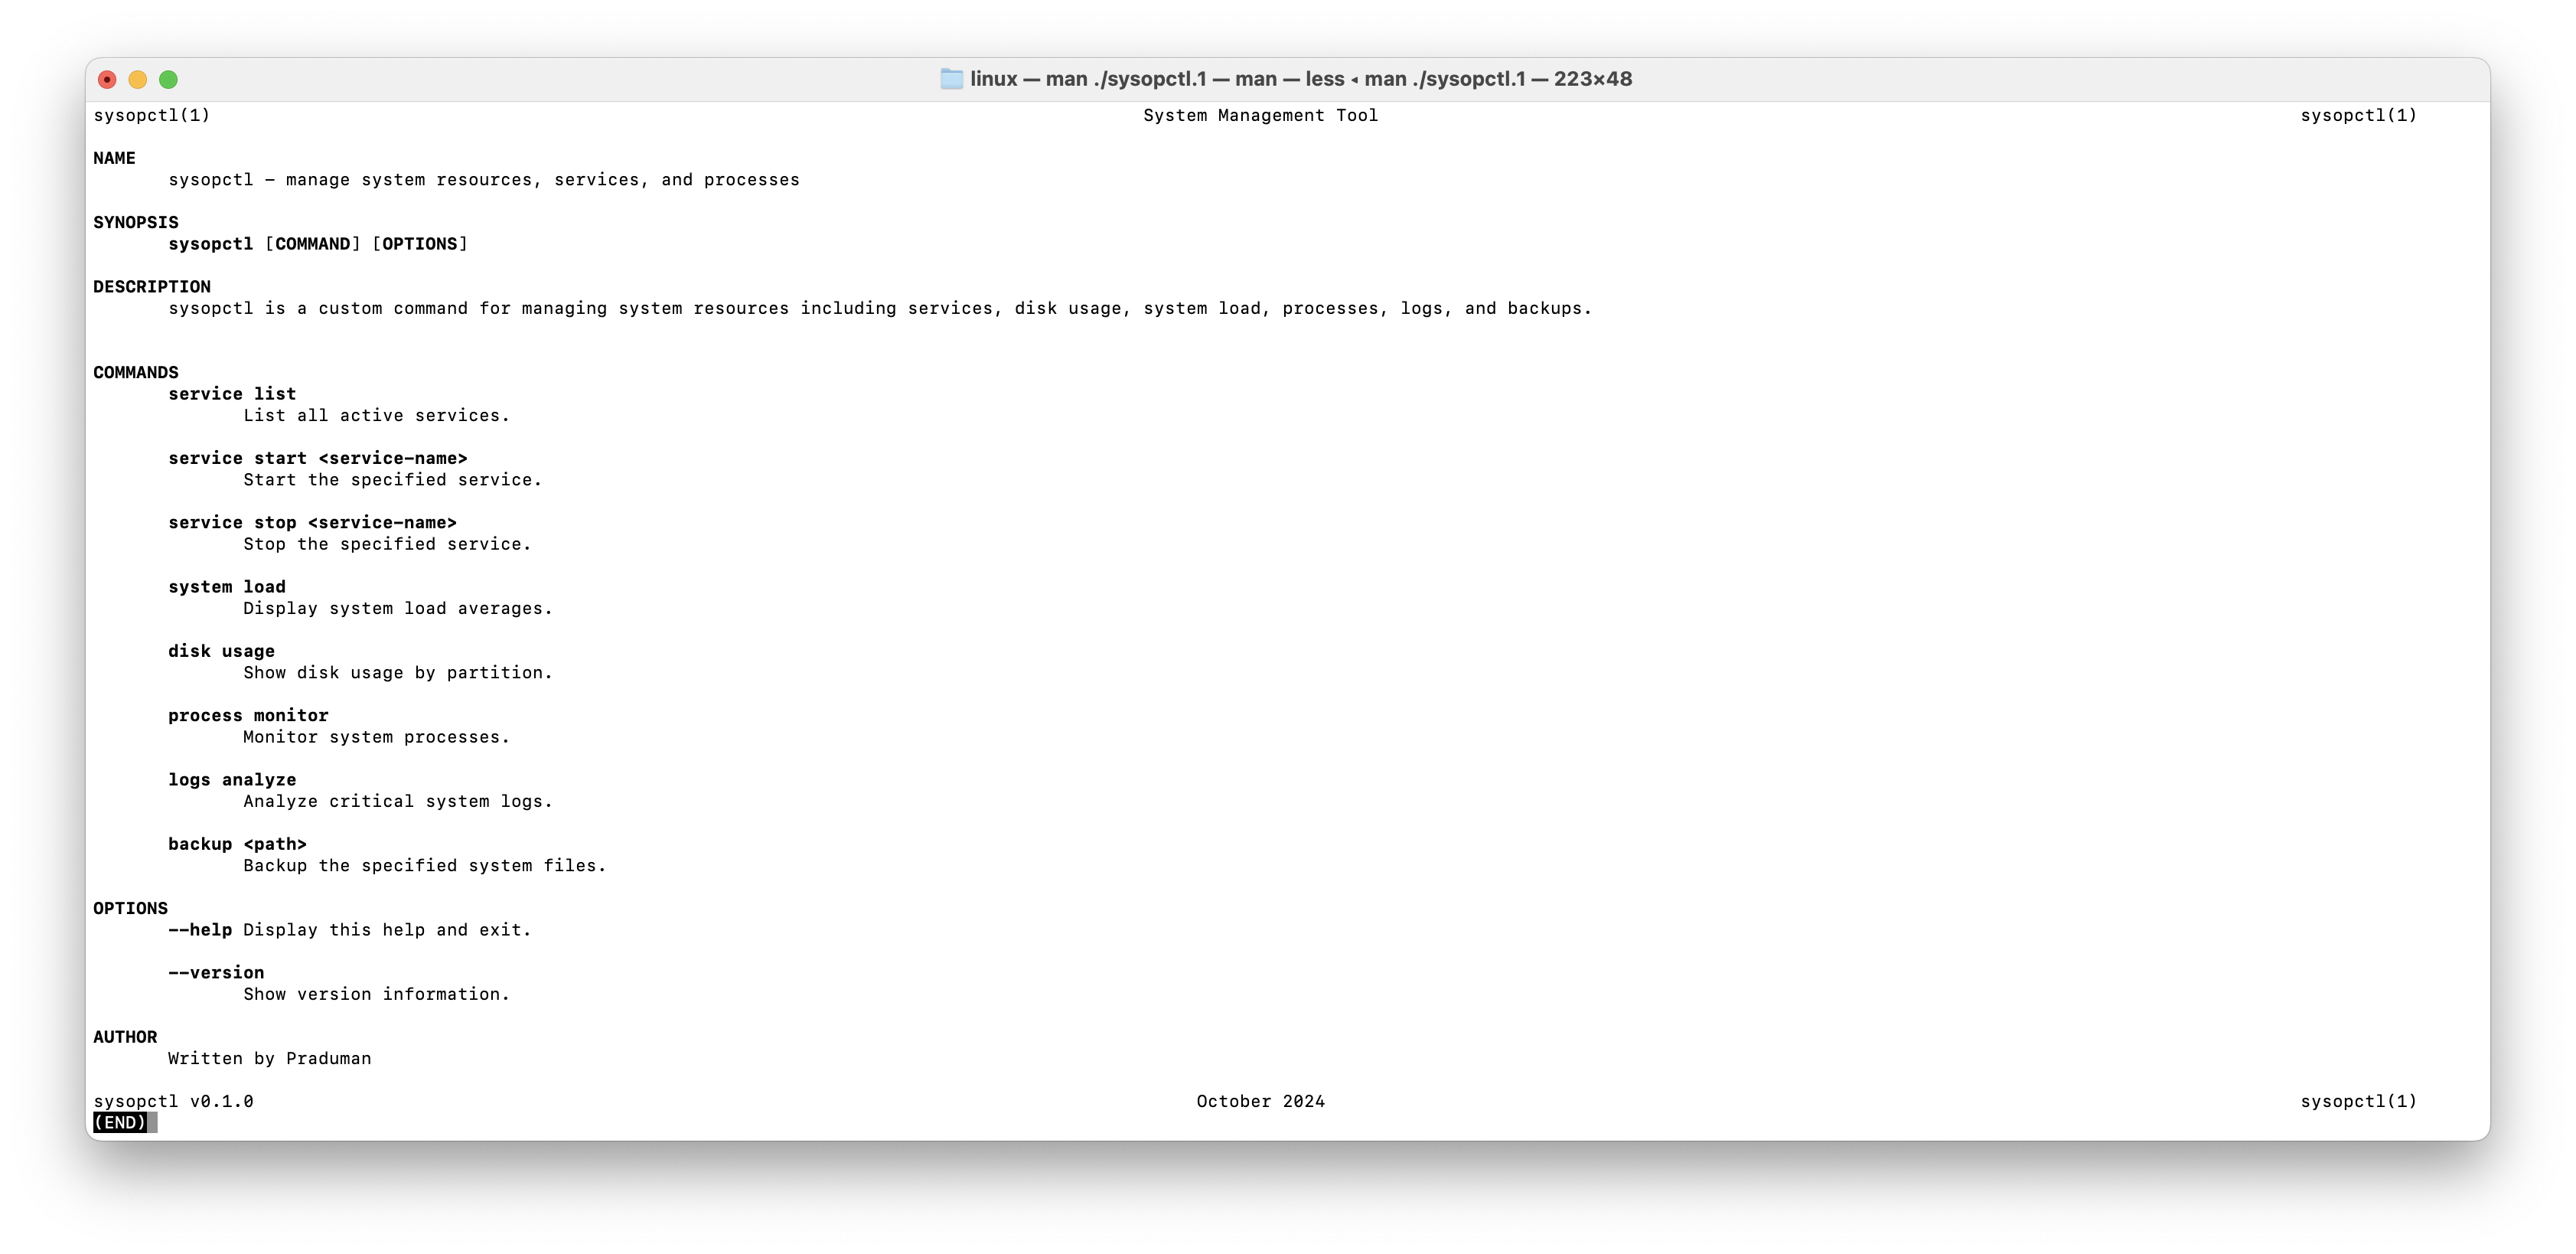 linux — man ./sysopctl.1 — man — less ◂ man ./sysopctl.1 — 223×48
sysopctl(1) System Management Tool sysopctl(1)
NAME
sysopctl – manage system resources, services, and processes
SYNOPSIS
sysopctl [COMMAND] [OPTIONS]
DESCRIPTION
sysopctl is a custom command for managing system resources including services, disk usage, system load, processes, logs, and backups.
COMMANDS
service list
List all active services.
service start <service-name>
Start the specified service.
service stop <service-name>
Stop the specified service.
system load
Display system load averages.
disk usage
Show disk usage by partition.
process monitor
Monitor system processes.
logs analyze
Analyze critical system logs.
backup <path>
Backup the specified system files.
OPTIONS
--help Display this help and exit.
--version
Show version information.
AUTHOR
Written by Praduman
sysopctl v0.1.0 October 2024 sysopctl(1)
(END)